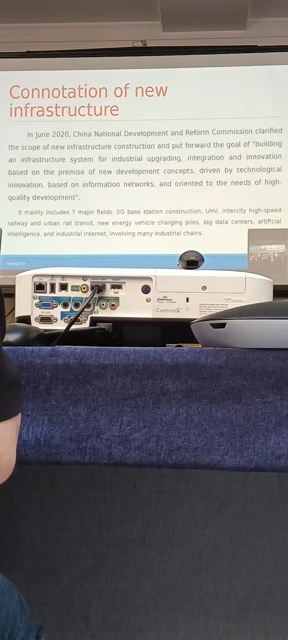 Connotation of new
infrastructure
In June 2020, China National Development and Reform Commission clarified
the scope of new infrastructure construction and put forward the goal of "building
an infrastructure system for industrial upgrading, integration and innovation
based on the premise of new development concepts, driven by technological
innovation, based on information networks, and oriented to the needs of high-
quality development".
It mainly includes 7 major fields: 5G base station construction, UHV, intercity high-speed
railway and urban rail transit, new energy vehicle charging piles, big data centers, artificial
intelligence, and industrial Internet, involving many industrial chains.